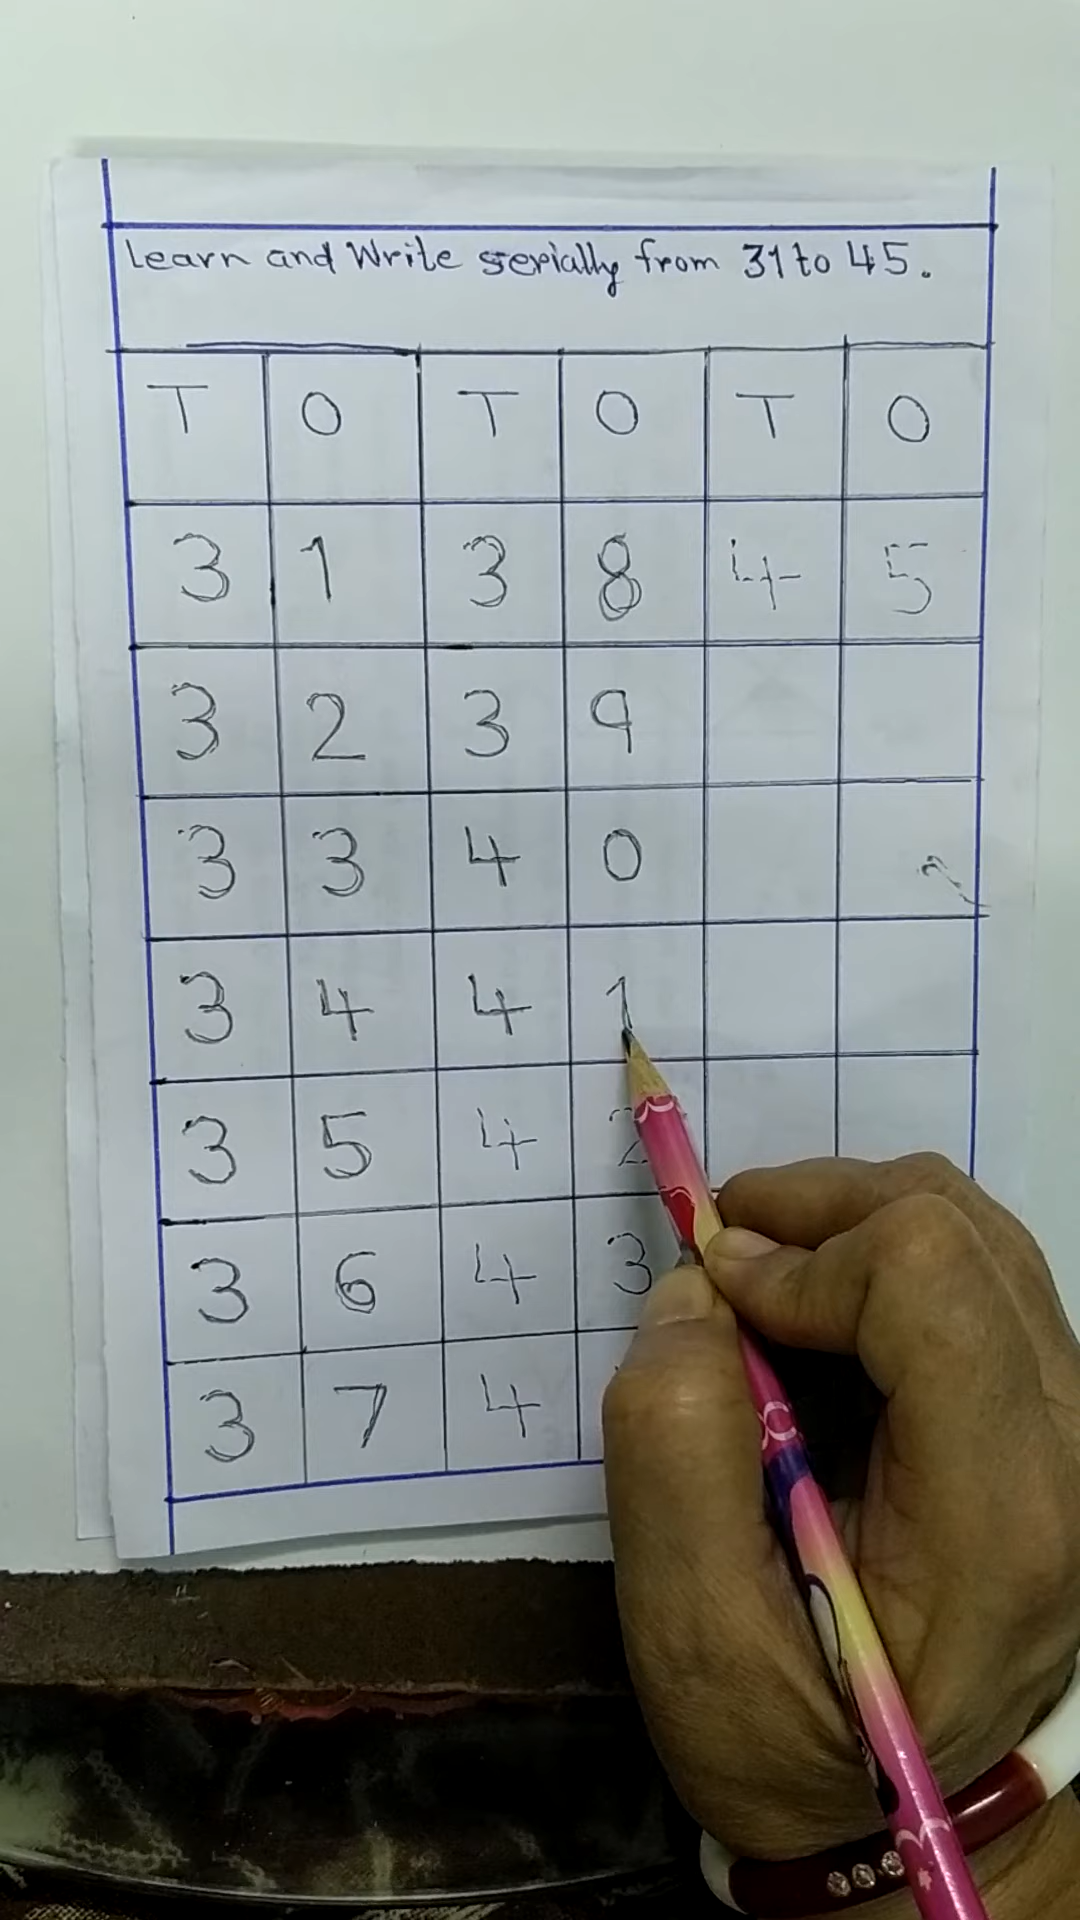 Learn and Write serially from 31 to 45.
T O T O T O
3 1 3 8 4 5
3 2 3 9
3 3 4 0
3 4 4 1
3 5 4 2
3 6 4 3
3 7 4